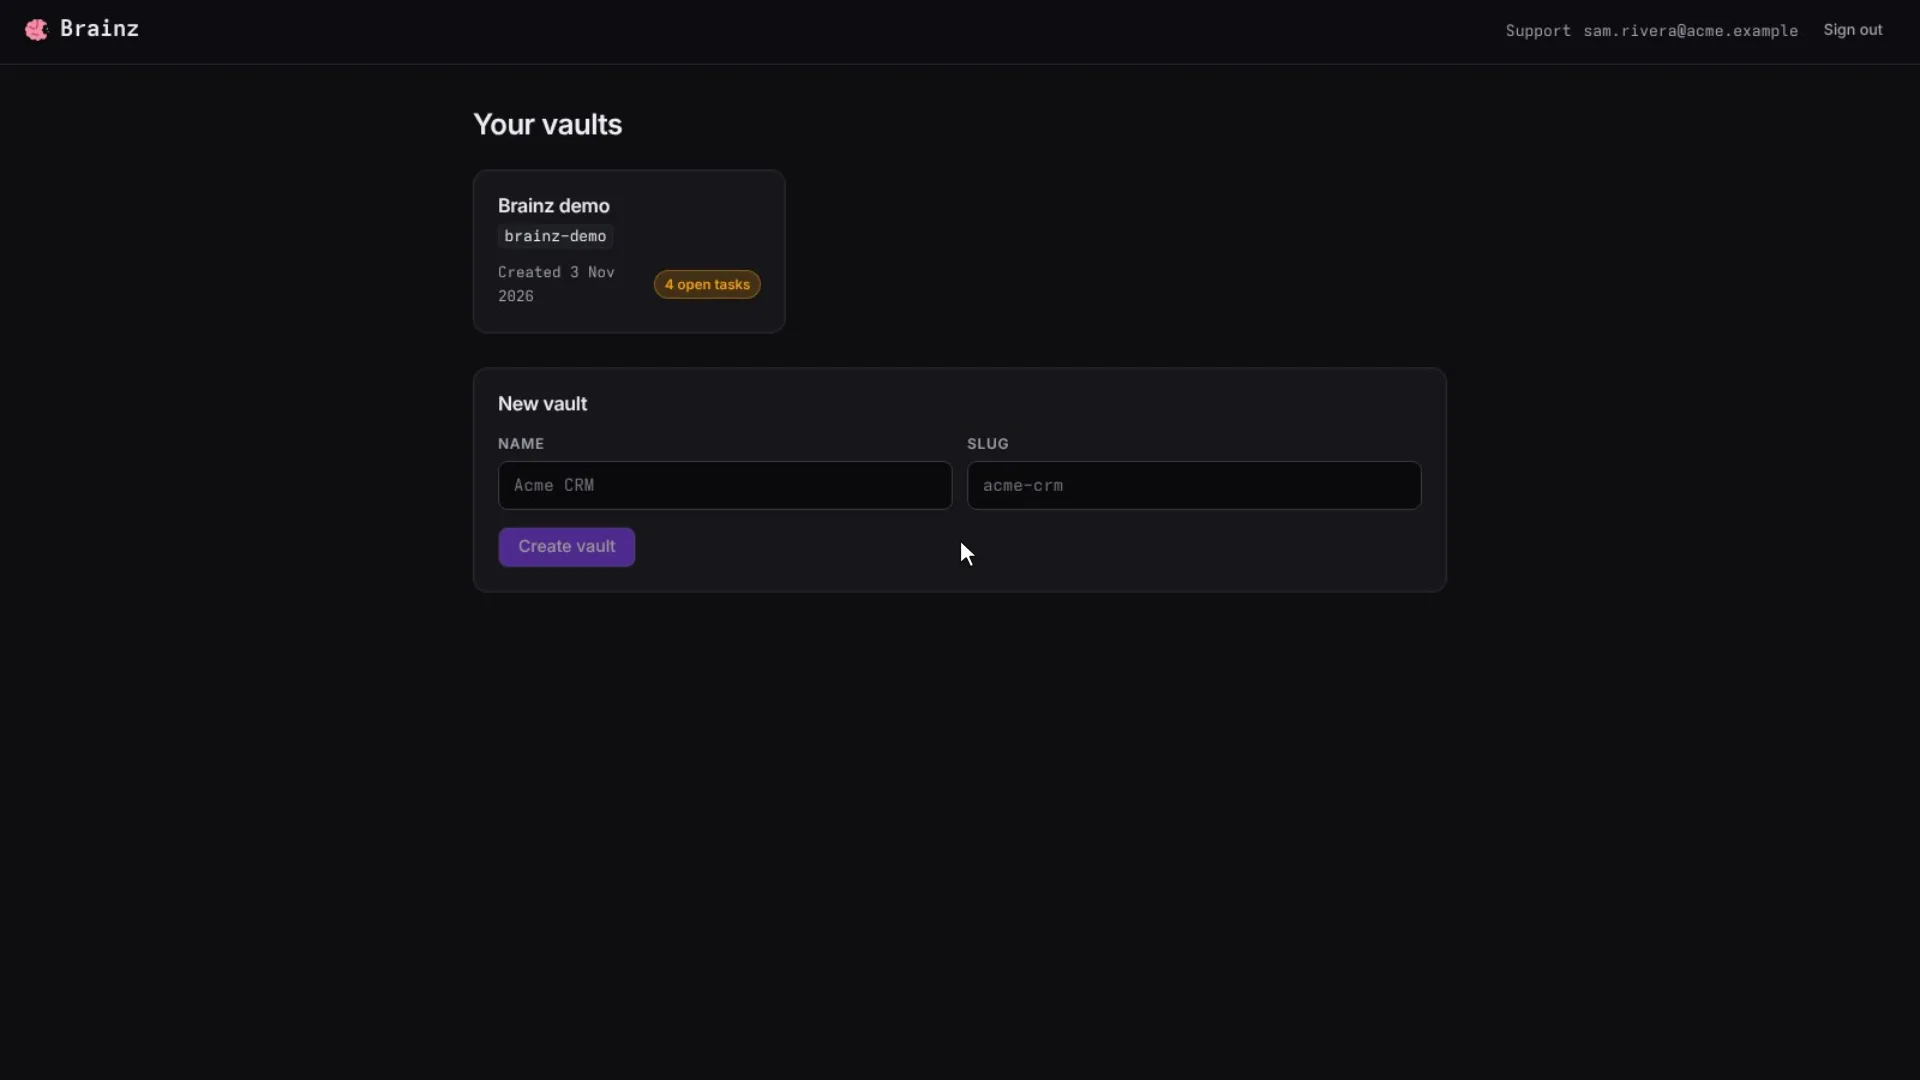 Brainz
Support sam.rivera@acme.example Sign out
Your vaults
Brainz demo
brainz-demo
Created 3 Nov
2026
4 open tasks
New vault
NAME
SLUG
Acme CRM
acme-crm
Create vault